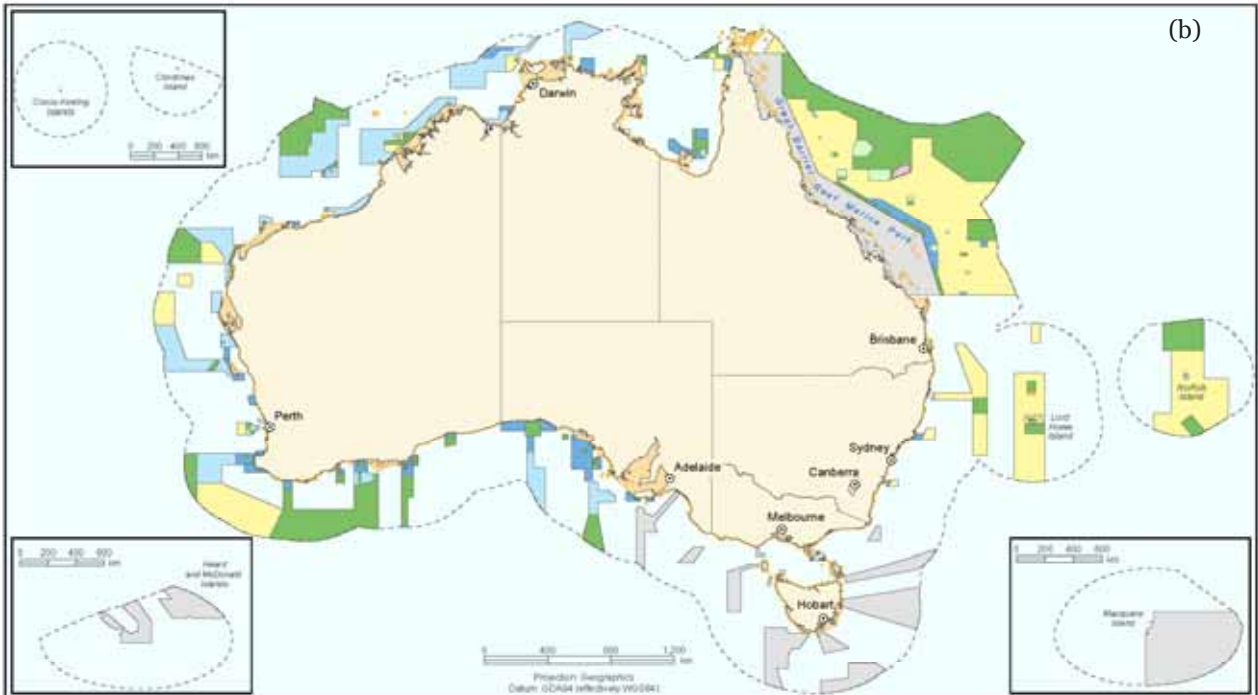 (b)
Cocos-Keeling
Islands
Christmas
Island
0 200 400 600
km
Darwin
Great Barrier Reef Marine Park
Brisbane
Norfolk
Island
Lord
Howe
Island
Perth
Sydney
Adelaide
Canberra
Melbourne
Hobart
0 200 400 600
km
Heard
and McDonald
Islands
0 400 800 1,200
km
Projection: Geographics
Datum: GDA94 (effectively WGS84)
0 200 400 600
km
Macquarie
Island